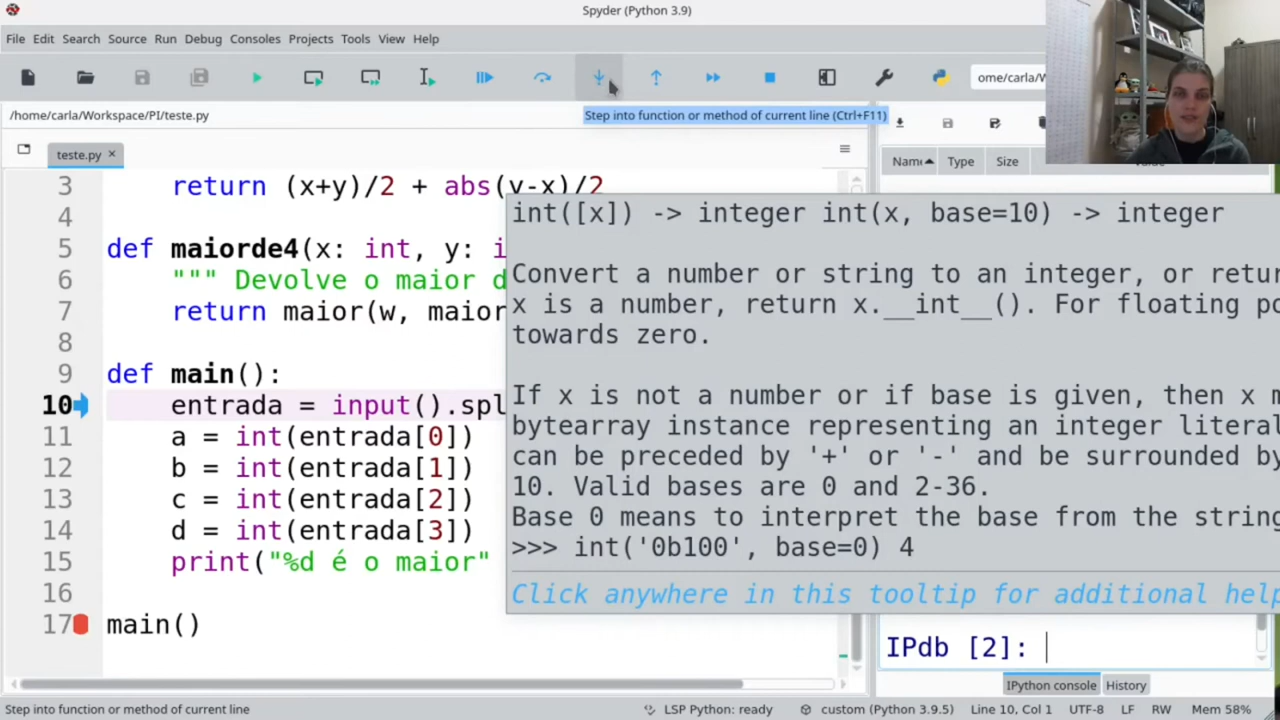 Spyder (Python 3.9)
File Edit Search Source Run Debug Consoles Projects Tools View Help
ome/carla/W
/home/carla/Workspace/PI/teste.py
Step into function or method of current line (Ctrl+F11)
teste.py
Name Type Size
3 return (x+y)/2 + abs(y-x)/2
4
5 def maiorde4(x: int, y: i
6 """ Devolve o maior d
7 return maior(w, maior
8
9 def main():
10 entrada = input().spl
11 a = int(entrada[0])
12 b = int(entrada[1])
13 c = int(entrada[2])
14 d = int(entrada[3])
15 print("%d é o maior"
16
17 main()
int([x]) -> integer int(x, base=10) -> integer
Convert a number or string to an integer, or retur
x is a number, return x.__int__(). For floating po
towards zero.
If x is not a number or if base is given, then x m
bytearray instance representing an integer literal
can be preceded by '+' or '-' and be surrounded by
10. Valid bases are 0 and 2-36.
Base 0 means to interpret the base from the string
>>> int('0b100', base=0) 4
Click anywhere in this tooltip for additional help
IPdb [2]:
IPython console History
Step into function or method of current line
LSP Python: ready custom (Python 3.9.5) Line 10, Col 1 UTF-8 LF RW Mem 58%